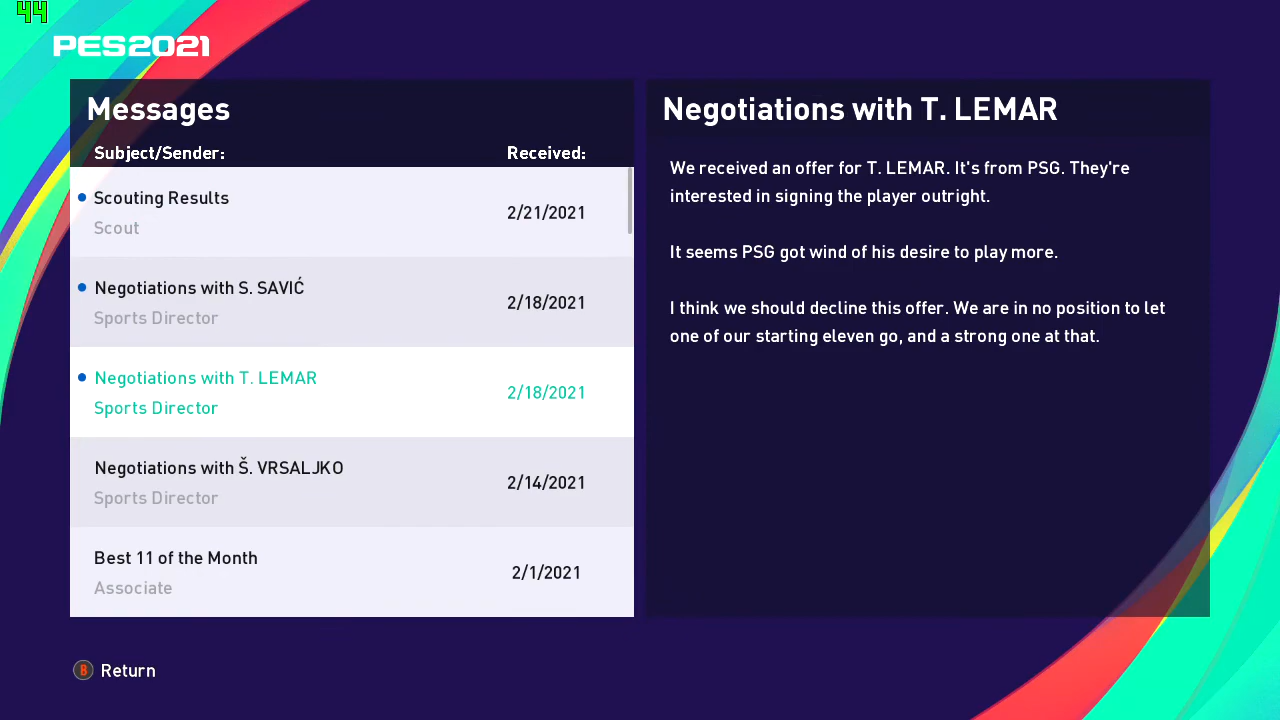 44
PES2021
Messages
Subject/Sender: Received:
Scouting Results
Scout
2/21/2021
Negotiations with S. SAVIĆ
Sports Director
2/18/2021
Negotiations with T. LEMAR
Sports Director
2/18/2021
Negotiations with Š. VRSALJKO
Sports Director
2/14/2021
Best 11 of the Month
Associate
2/1/2021
Negotiations with T. LEMAR
We received an offer for T. LEMAR. It's from PSG. They're
interested in signing the player outright.
It seems PSG got wind of his desire to play more.
I think we should decline this offer. We are in no position to let
one of our starting eleven go, and a strong one at that.
B Return